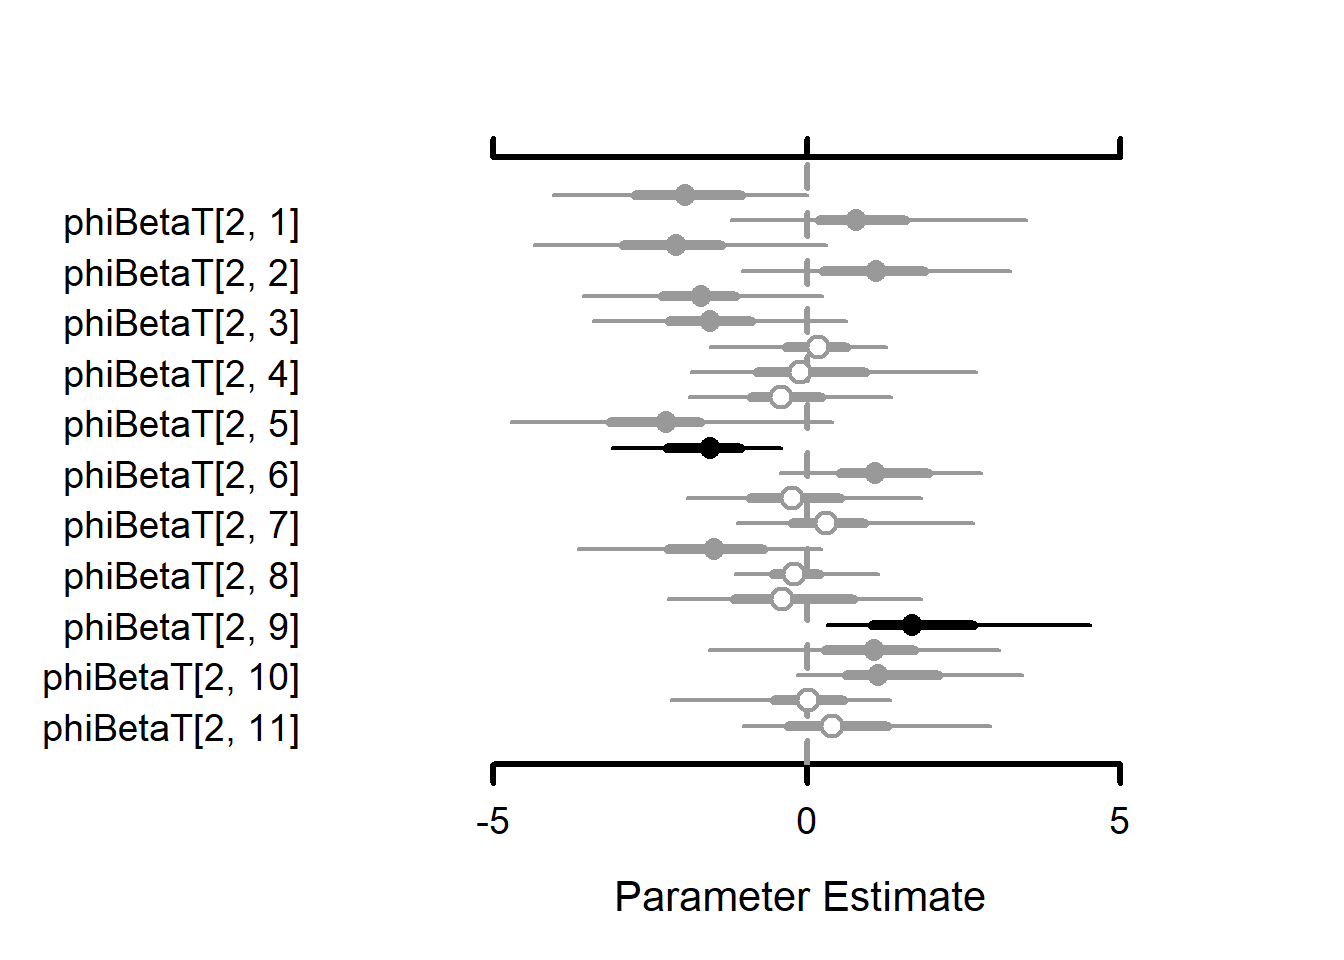 phiBetaT[2, 1]
phiBetaT[2, 2]
phiBetaT[2, 3]
phiBetaT[2, 4]
phiBetaT[2, 5]
phiBetaT[2, 6]
phiBetaT[2, 7]
phiBetaT[2, 8]
phiBetaT[2, 9]
phiBetaT[2, 10]
phiBetaT[2, 11]
-5 0 5
Parameter Estimate